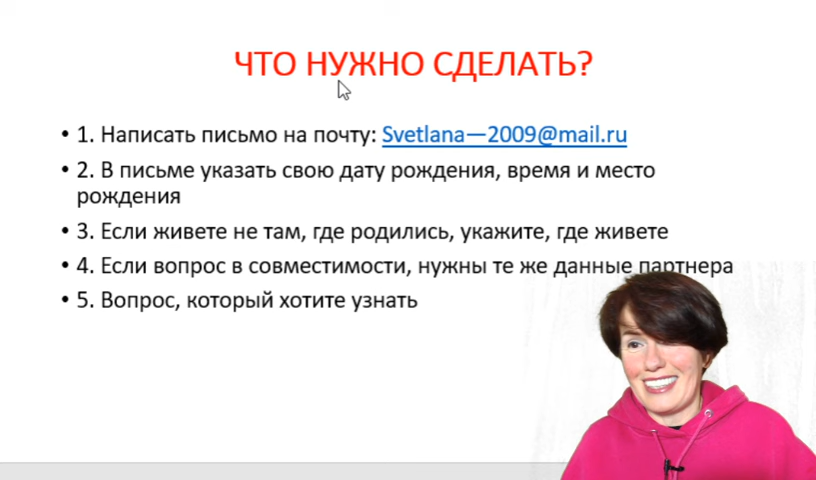 ЧТО НУЖНО СДЕЛАТЬ?
• 1. Написать письмо на почту: Svetlana—2009@mail.ru
• 2. В письме указать свою дату рождения, время и место
рождения
• 3. Если живете не там, где родились, укажите, где живете
• 4. Если вопрос в совместимости, нужны те же данные партнера
• 5. Вопрос, который хотите узнать